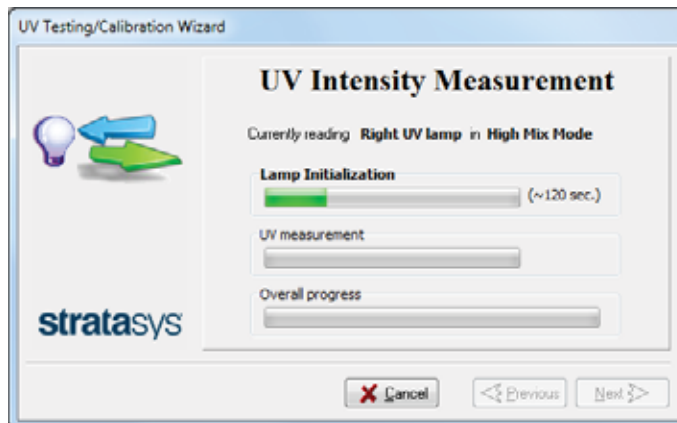 UV Testing/Calibration Wizard
UV Intensity Measurement
Currently reading Right UV lamp in High Mix Mode
Lamp Initialization
(~120 sec.)
UV measurement
Overall progress
stratasys
Cancel
Previous
Next